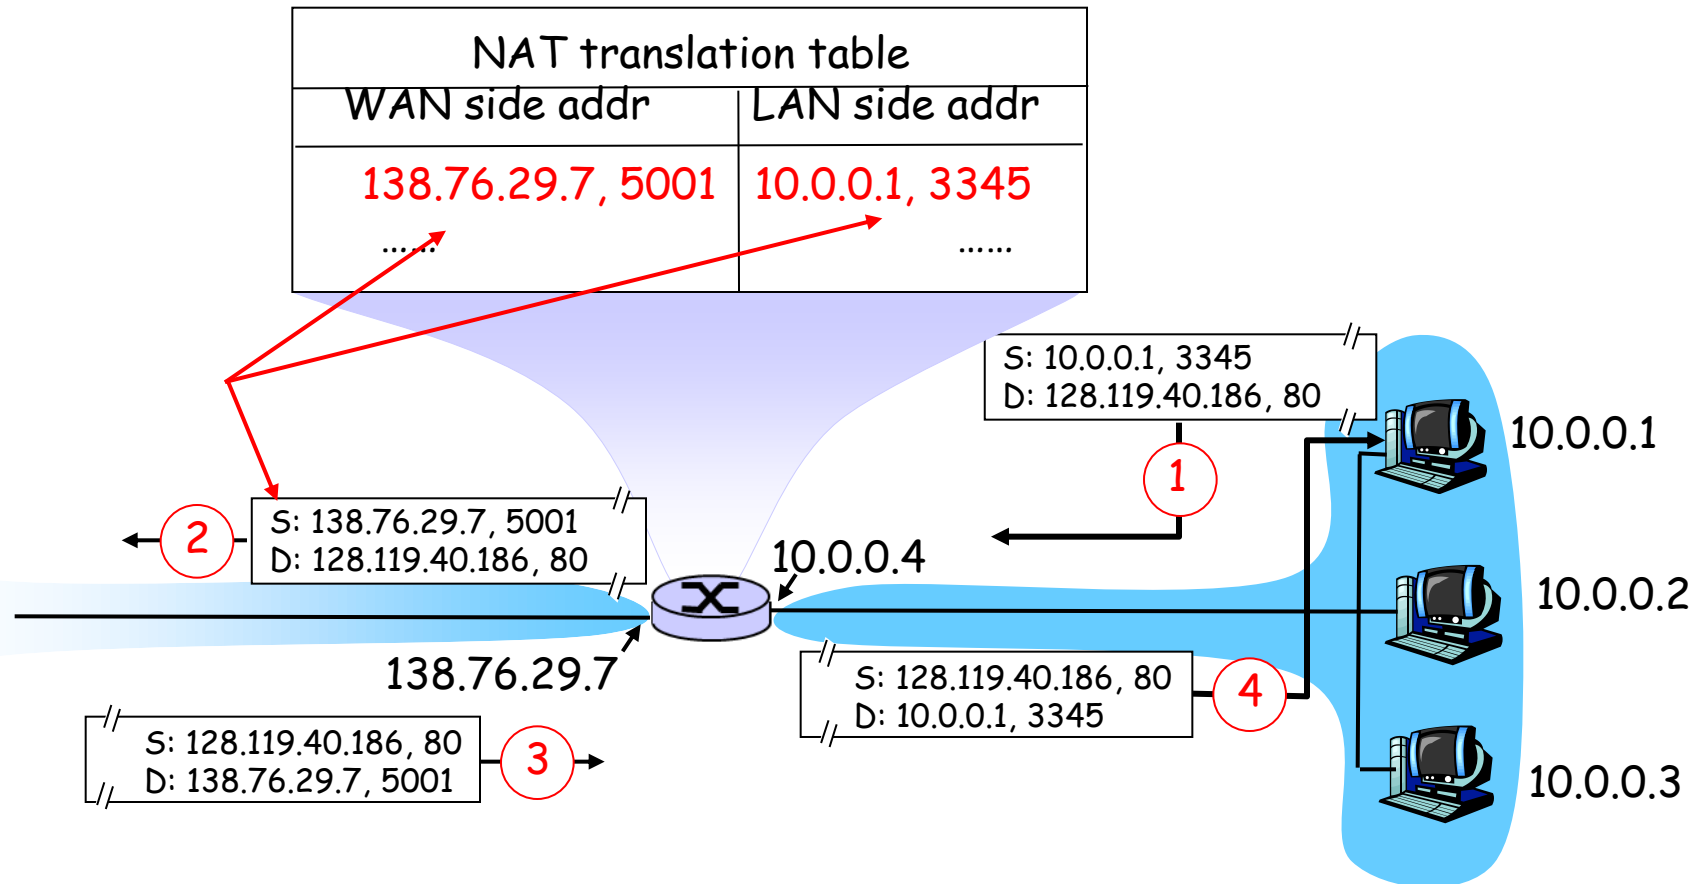 NAT translation table
WAN side addr LAN side addr
138.76.29.7, 5001 10.0.0.1, 3345
...... ......
S: 10.0.0.1, 3345
D: 128.119.40.186, 80
10.0.0.1
1
2
S: 138.76.29.7, 5001
D: 128.119.40.186, 80
10.0.0.4
10.0.0.2
138.76.29.7
S: 128.119.40.186, 80
D: 10.0.0.1, 3345
4
S: 128.119.40.186, 80
D: 138.76.29.7, 5001
3
10.0.0.3